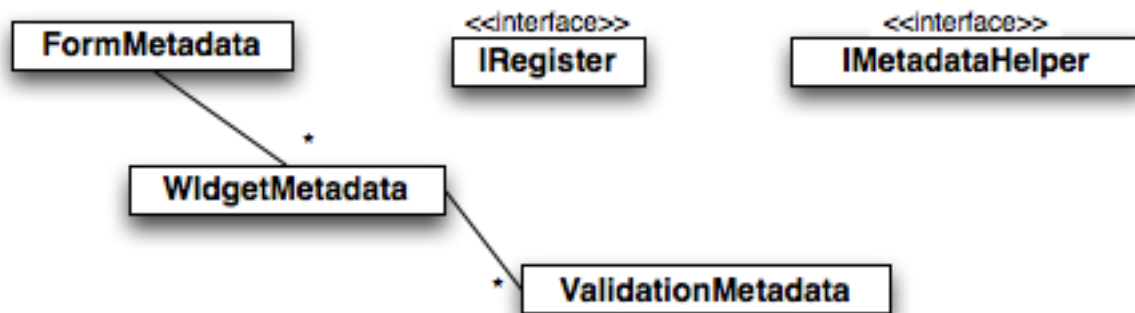 <<interface>>
<<interface>>
FormMetadata
IRegister
IMetadataHelper
*
WIdgetMetadata
*
ValidationMetadata